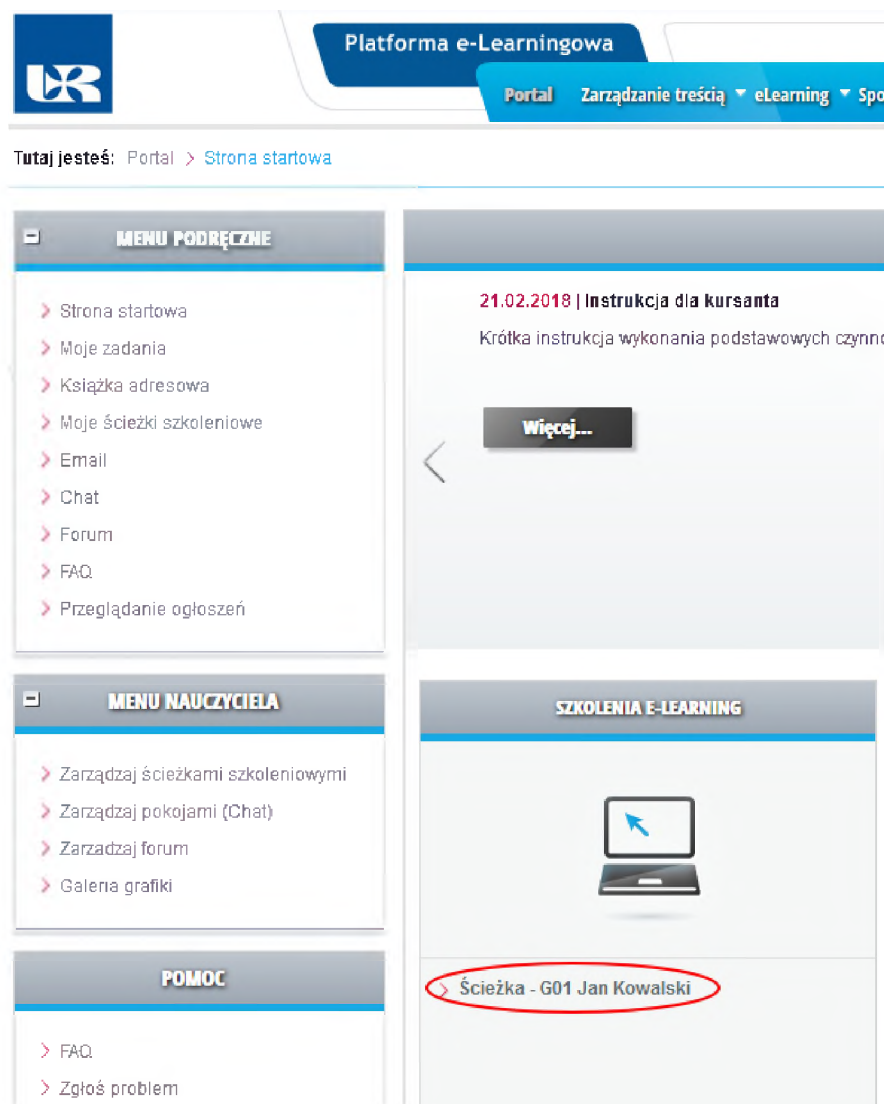 UR
Platforma e-Learningowa
Portal Zarządzanie treścią eLearning
Tutaj jesteś: Portal > Strona startowa
MENU PODRĘCZNE
Strona startowa
Moje zadania
Książka adresowa
Moje ścieżki szkoleniowe
Email
Chat
Forum
FAQ
Przeglądanie ogłoszeń
21.02.2018 | Instrukcja dla kursanta
Krótka instrukcja wykonania podstawowych
Więcej...
MENU NAUCZYCIELA
Zarządzaj ścieżkami szkoleniowymi
Zarządzaj pokojami (Chat)
Zarzadzaj forum
Galeria grafiki
SZKOLENIA E-LEARNING
Ścieżka - G01 Jan Kowalski
POMOC
FAQ
Zgłoś problem